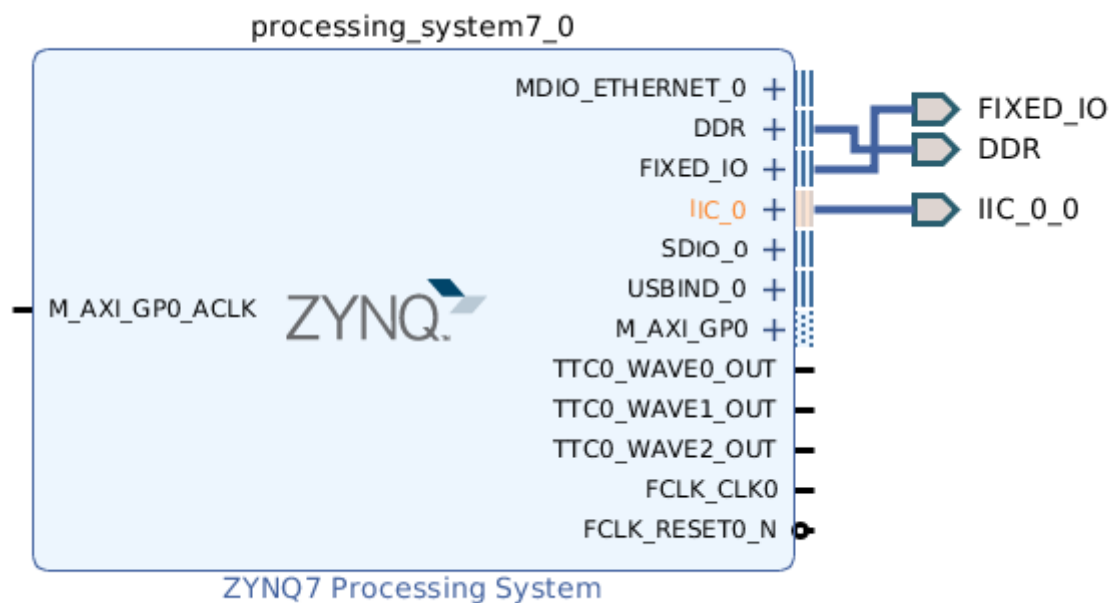 processing_system7_0
MDIO_ETHERNET_0
DDR
FIXED_IO
IIC_0
SDIO_0
USBIND_0
M_AXI_GP0
TTC0_WAVE0_OUT
TTC0_WAVE1_OUT
TTC0_WAVE2_OUT
FCLK_CLK0
FCLK_RESET0_N
M_AXI_GP0_ACLK
ZYNQ
FIXED_IO
DDR
IIC_0_0
ZYNQ7 Processing System